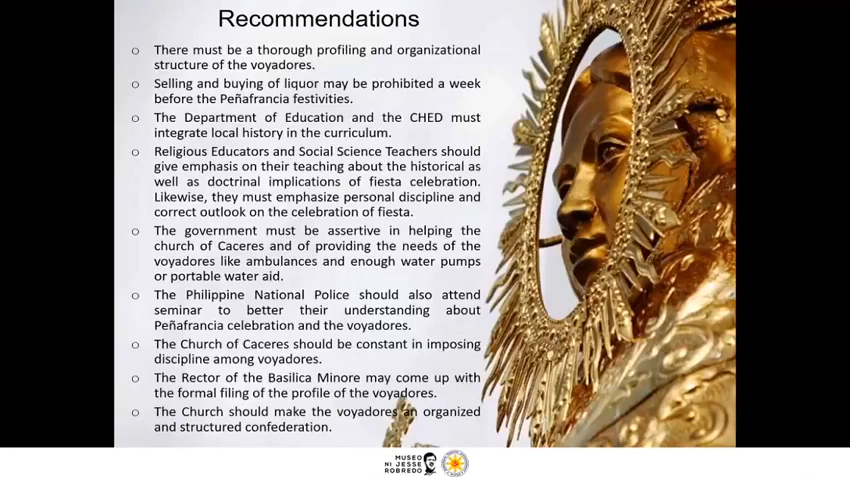 Recommendations
o There must be a thorough profiling and organizational
structure of the voyadores.
o Selling and buying of liquor may be prohibited a week
before the Peñafrancia festivities.
o The Department of Education and the CHED must
integrate local history in the curriculum.
o Religious Educators and Social Science Teachers should
give emphasis on their teaching about the historical as
well as doctrinal implications of fiesta celebration.
Likewise, they must emphasize personal discipline and
correct outlook on the celebration of fiesta.
o The government must be assertive in helping the
church of Caceres and of providing the needs of the
voyadores like ambulances and enough water pumps
or portable water aid.
o The Philippine National Police should also attend
seminar to better their understanding about
Peñafrancia celebration and the voyadores.
o The Church of Caceres should be constant in imposing
discipline among voyadores.
o The Rector of the Basilica Minore may come up with
the formal filing of the profile of the voyadores.
o The Church should make the voyadores an organized
and structured confederation.
MUSEO
NI JESSE
ROBREDO